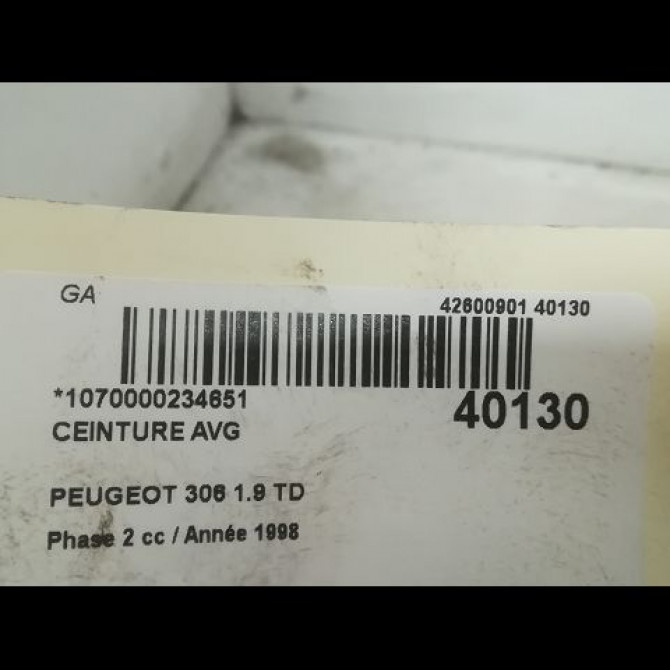 GA
42600901 40130
*1070000234651
40130
CEINTURE AVG
PEUGEOT 306 1.9 TD
Phase 2 cc / Année 1998